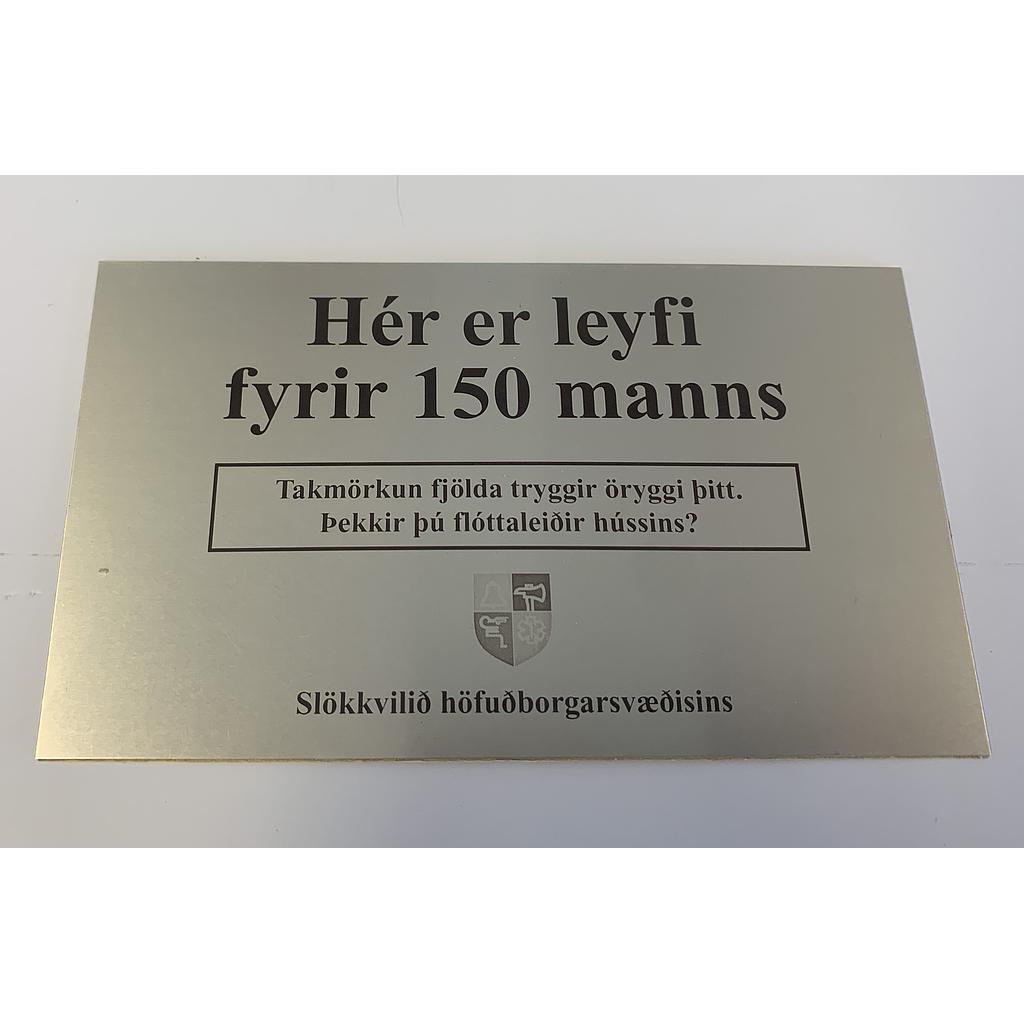 Hér er leyfi
fyrir 150 manns
Takmörkun fjölda tryggir öryggi þitt.
Þekkir þú flóttaleiðir hússins?
Slökkvilið höfuðborgarsvæðisins